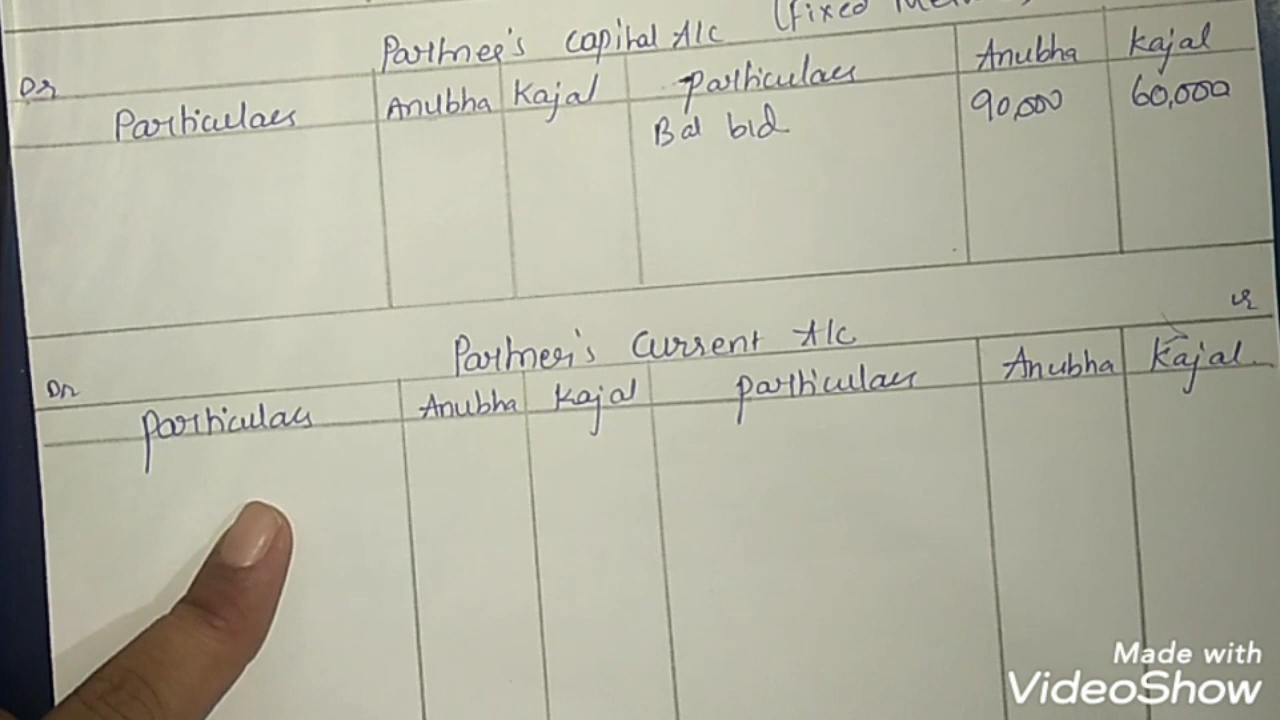 Partner's capital A/c (Fixed
Dr
Particulars Anubha Kajal particulars Anubha Kajal
Bal b/d 90,000 60,000
Partner's Current A/c
Dr cr
particulars Anubha Kajal particulars Anubha Kajal
Made with
VideoShow